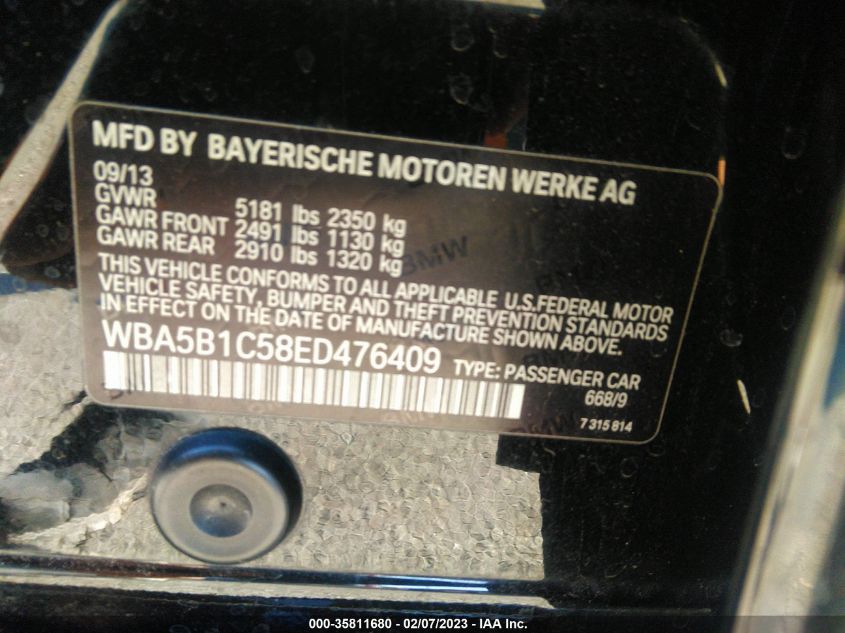 MFD BY BAYERISCHE MOTOREN WERKE AG
09/13
GVWR 5181 lbs 2350 kg
GAWR FRONT 2491 lbs 1130 kg
GAWR REAR 2910 lbs 1320 kg
THIS VEHICLE CONFORMS TO ALL APPLICABLE U.S.FEDERAL MOTOR
VEHICLE SAFETY, BUMPER AND THEFT PREVENTION STANDARDS
IN EFFECT ON THE DATE OF MANUFACTURE SHOWN ABOVE.
WBA5B1C58ED476409 TYPE: PASSENGER CAR
668/9
7 315 814
000-35811680 - 02/07/2023 - IAA Inc.